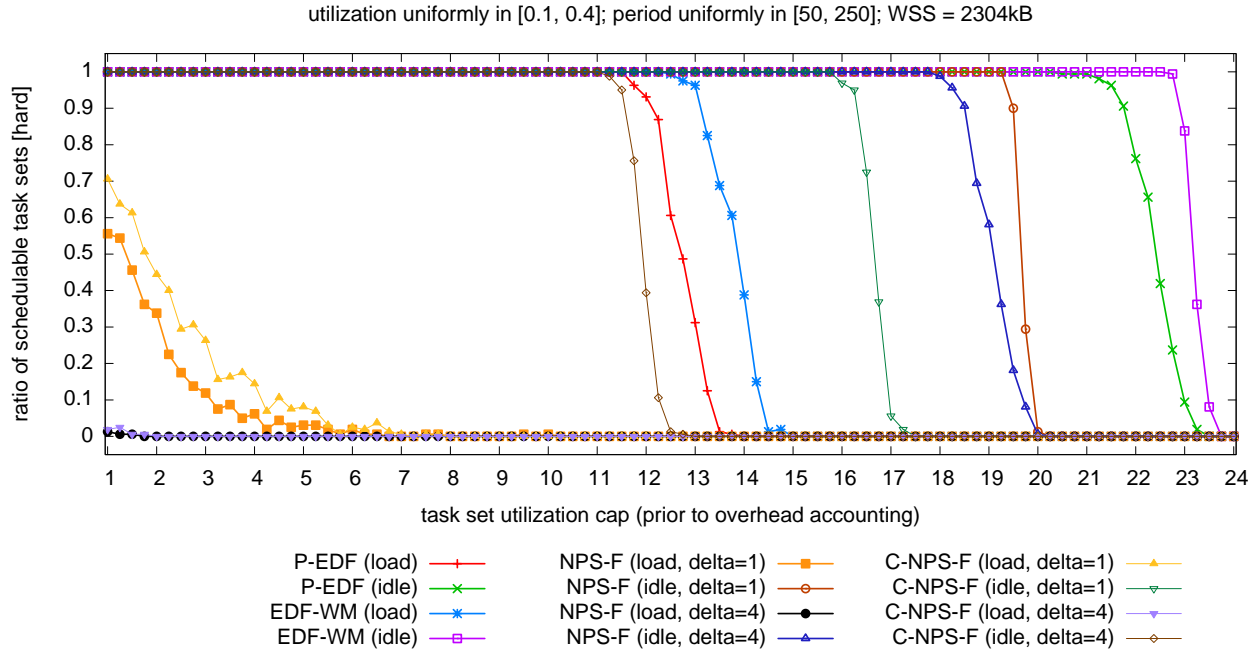 utilization uniformly in [0.1, 0.4]; period uniformly in [50, 250]; WSS = 2304kB
ratio of schedulable task sets [hard]
1
0.9
0.8
0.7
0.6
0.5
0.4
0.3
0.2
0.1
0
1 2 3 4 5 6 7 8 9 10 11 12 13 14 15 16 17 18 19 20 21 22 23 24
task set utilization cap (prior to overhead accounting)
P-EDF (load)
P-EDF (idle)
EDF-WM (load)
EDF-WM (idle)
NPS-F (load, delta=1)
NPS-F (idle, delta=1)
NPS-F (load, delta=4)
NPS-F (idle, delta=4)
C-NPS-F (load, delta=1)
C-NPS-F (idle, delta=1)
C-NPS-F (load, delta=4)
C-NPS-F (idle, delta=4)